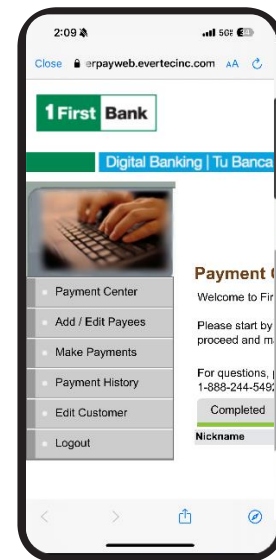 2:09
5GE
Close erpayweb.evertecinc.com AA
1 First Bank
Digital Banking | Tu Banca
Payment
Payment Center
Welcome to Fir
Add / Edit Payees
Please start by
proceed and m
Make Payments
Payment History
For questions,
1-888-244-549
Edit Customer
Completed
Logout
Nickname